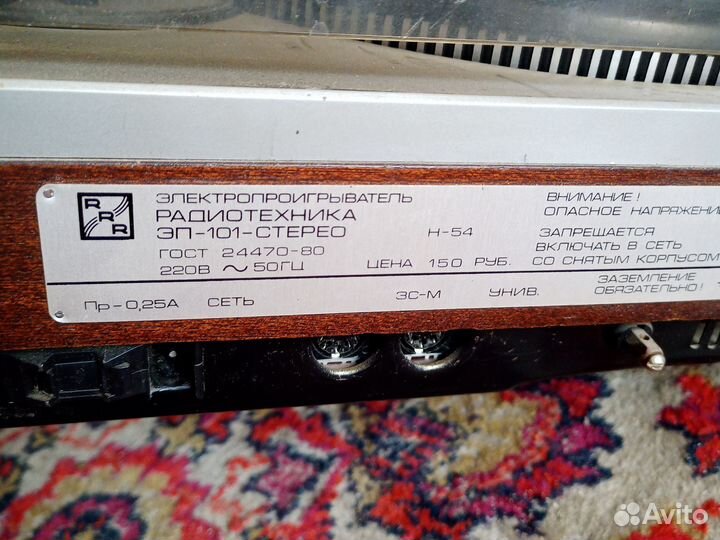 RRR
ЭЛЕКТРОПРОИГРЫВАТЕЛЬ
РАДИОТЕХНИКА
ЭП-101-СТЕРЕО
Н-54
ГОСТ 24470-80
220В ~ 50ГЦ
ЦЕНА 150 РУБ.
ВНИМАНИЕ!
ОПАСНОЕ НАПРЯЖЕНИ
ЗАПРЕЩАЕТСЯ
ВКЛЮЧАТЬ В СЕТЬ
СО СНЯТЫМ КОРПУСОМ
Пр-0,25А СЕТЬ ЗС-М УНИВ.
ЗАЗЕМЛЕНИЕ
ОБЯЗАТЕЛЬНО!
Avito